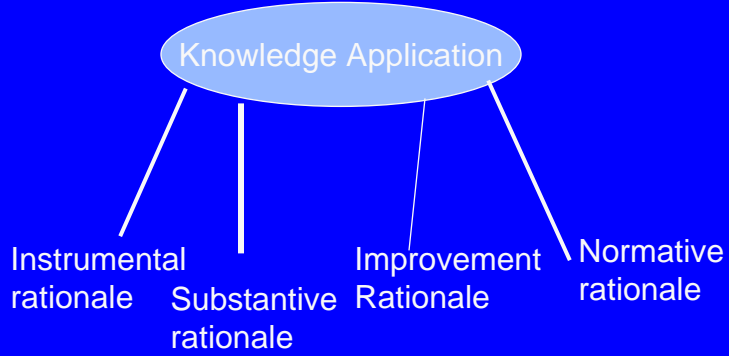 Knowledge Application
Instrumental
rationale
Substantive
rationale
Improvement
Rationale
Normative
rationale